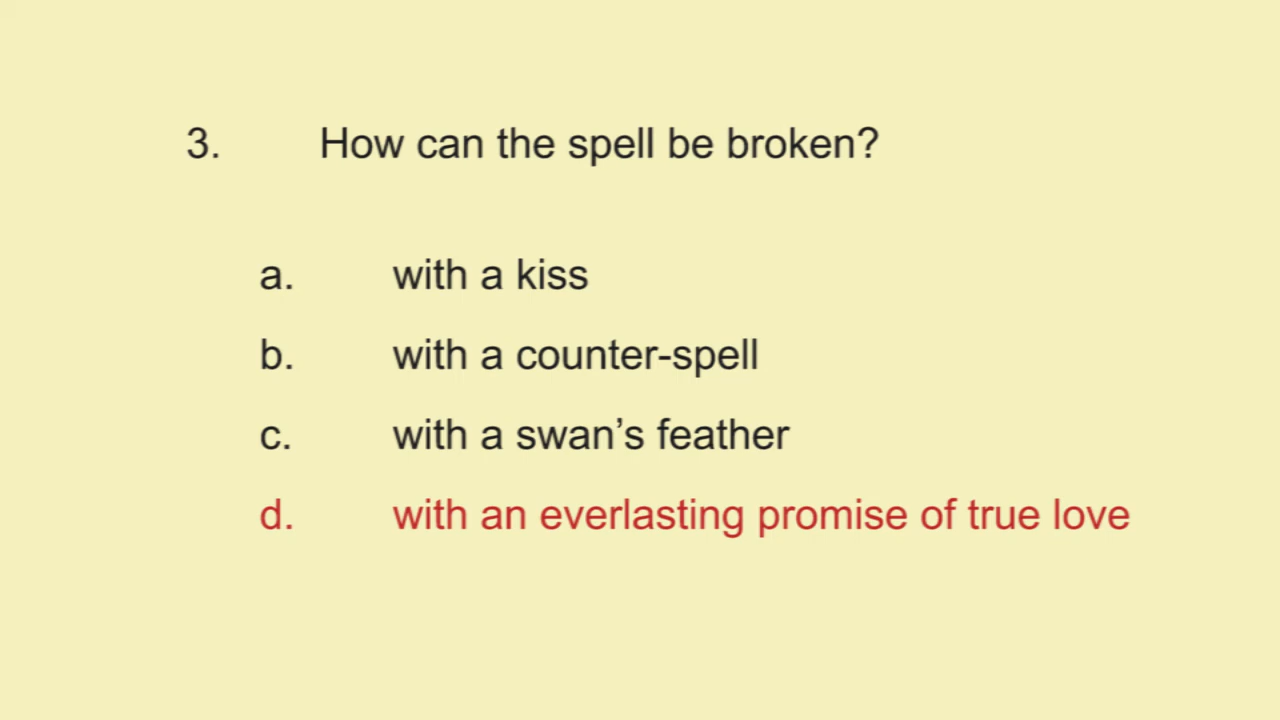 3. How can the spell be broken?
a. with a kiss
b. with a counter-spell
c. with a swan’s feather
d. with an everlasting promise of true love